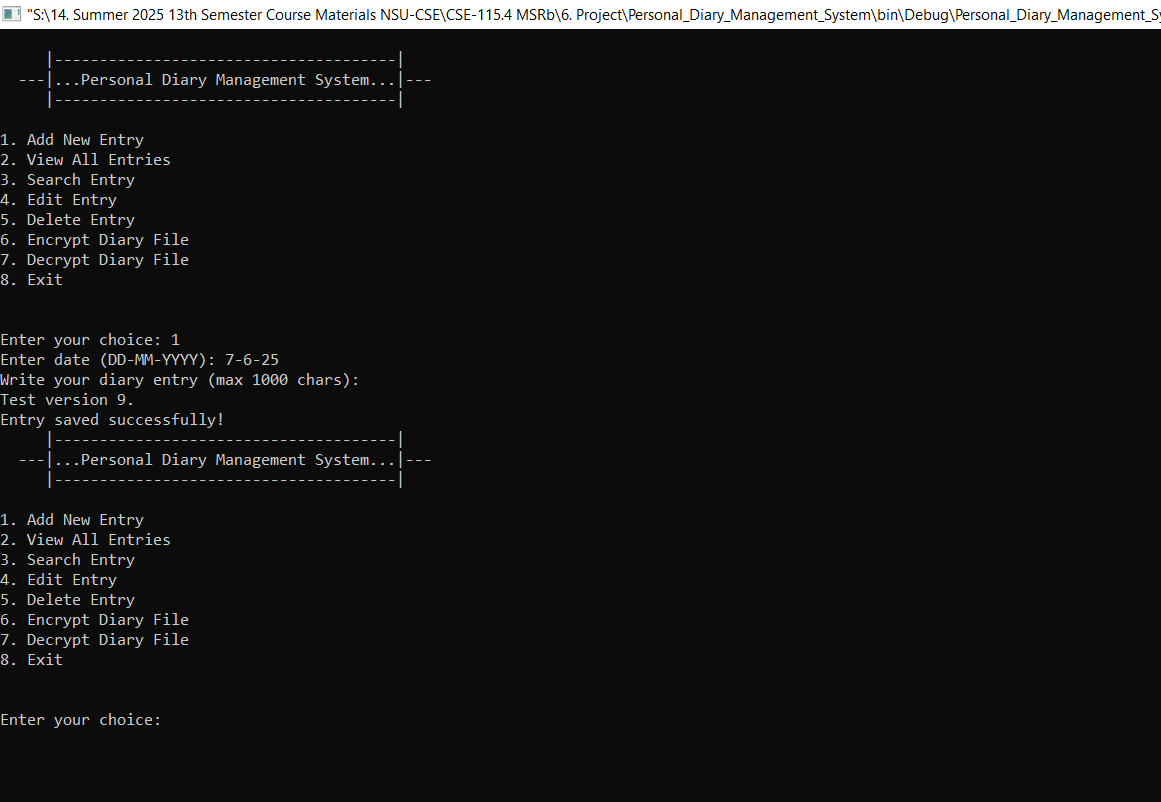 "S:\14. Summer 2025 13th Semester Course Materials NSU-CSE\CSE-115.4 MSRb\6. Project\Personal_Diary_Management_System\bin\Debug\Personal_Diary_Management_Sy
|--------------------------------------|
---|...Personal Diary Management System...|---
|--------------------------------------|
1. Add New Entry
2. View All Entries
3. Search Entry
4. Edit Entry
5. Delete Entry
6. Encrypt Diary File
7. Decrypt Diary File
8. Exit
Enter your choice: 1
Enter date (DD-MM-YYYY): 7-6-25
Write your diary entry (max 1000 chars):
Test version 9.
Entry saved successfully!
|--------------------------------------|
---|...Personal Diary Management System...|---
|--------------------------------------|
1. Add New Entry
2. View All Entries
3. Search Entry
4. Edit Entry
5. Delete Entry
6. Encrypt Diary File
7. Decrypt Diary File
8. Exit
Enter your choice: